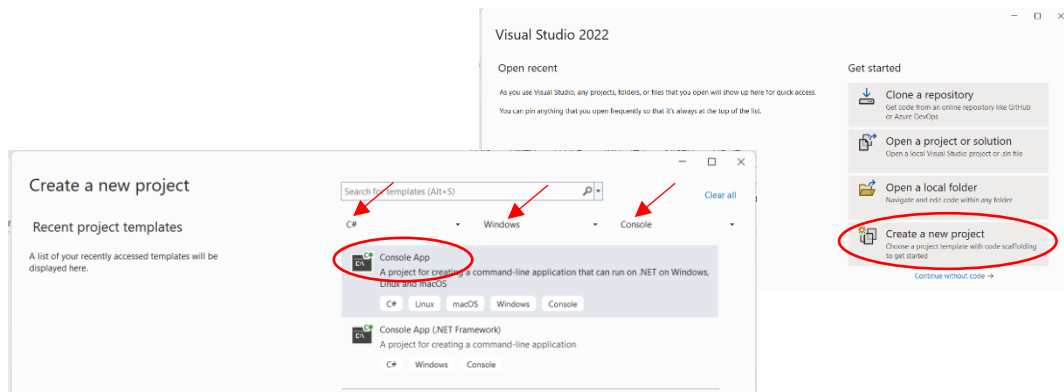 Visual Studio 2022
Open recent
As you use Visual Studio, any projects, folders, or files that you open will show up here for quick access.
You can pin anything that you open frequently so that it's always at the top of the list.
Get started
Clone a repository
Get code from an online repository like GitHub
or Azure DevOps
Open a project or solution
Open a local Visual Studio project or .sln file
Open a local folder
Navigate and edit code within any folder
Create a new project
Choose a project template with code scaffolding
to get started
Continue without code →
Create a new project
Recent project templates
A list of your recently accessed templates will be
displayed here.
Search for templates (Alt+S)
Clear all
C#
Windows
Console
Console App
A project for creating a command-line application that can run on .NET on Windows,
Linux and macOS
C# Linux macOS Windows Console
Console App (.NET Framework)
A project for creating a command-line application
C# Windows Console